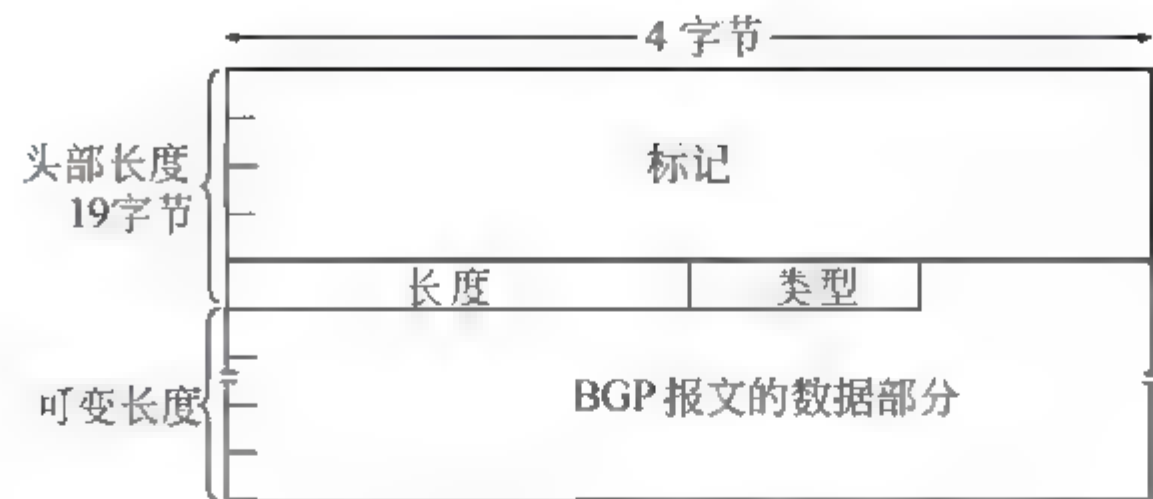 4 字节
标记
头部长度
19字节
长度
类型
可变长度
BGP 报文的数据部分